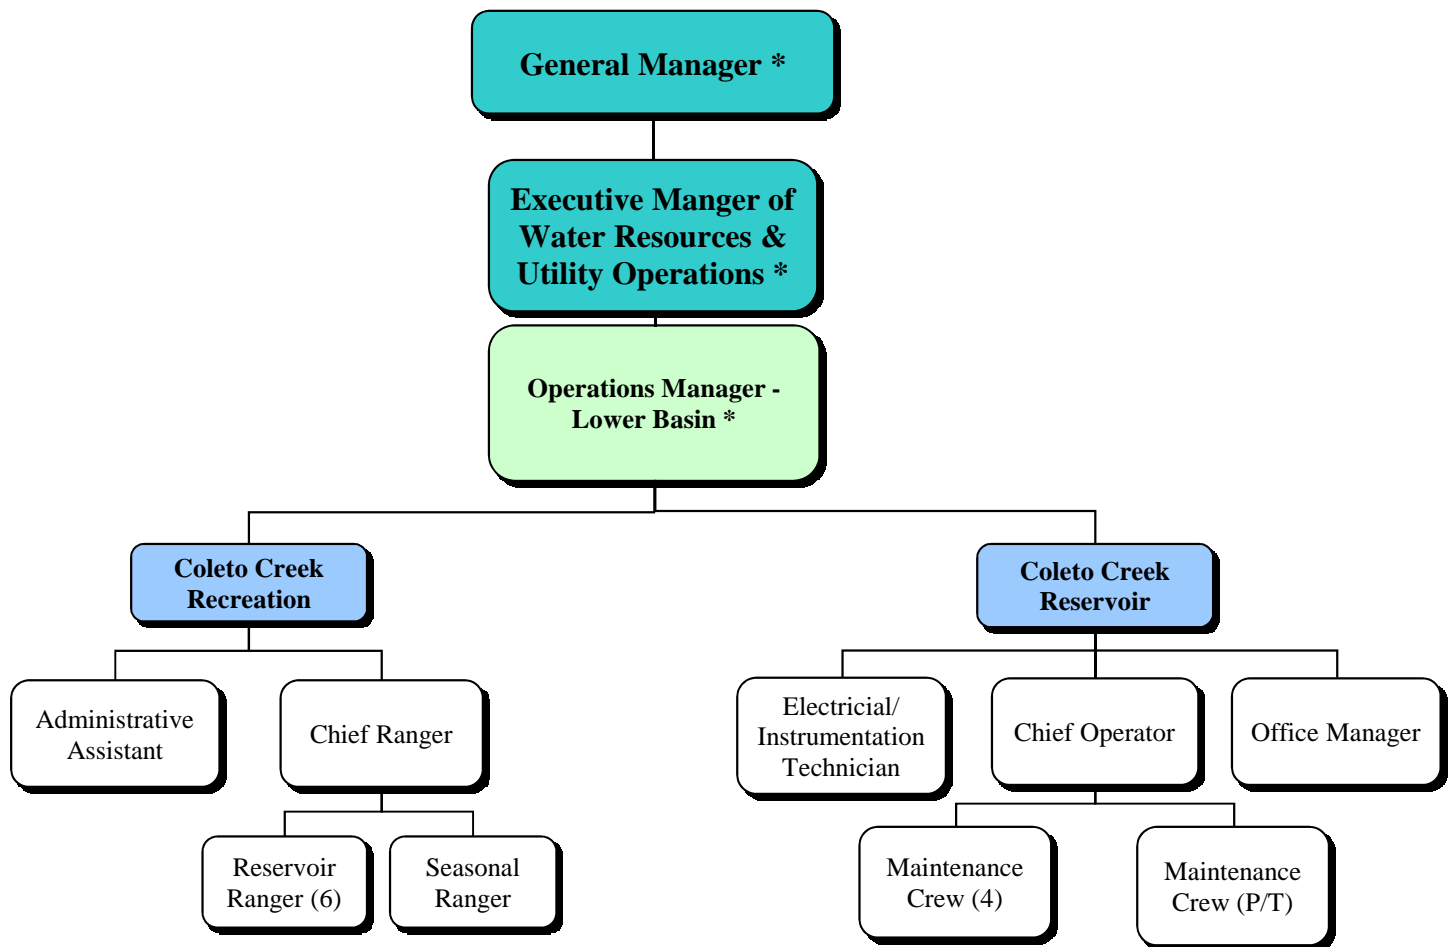 General Manager *
Executive Manger of
Water Resources &
Utility Operations *
Operations Manager -
Lower Basin *
Coleto Creek
Recreation
Coleto Creek
Reservoir
Administrative
Assistant
Chief Ranger
Electricial/
Instrumentation
Technician
Chief Operator
Office Manager
Reservoir
Ranger (6)
Seasonal
Ranger
Maintenance
Crew (4)
Maintenance
Crew (P/T)